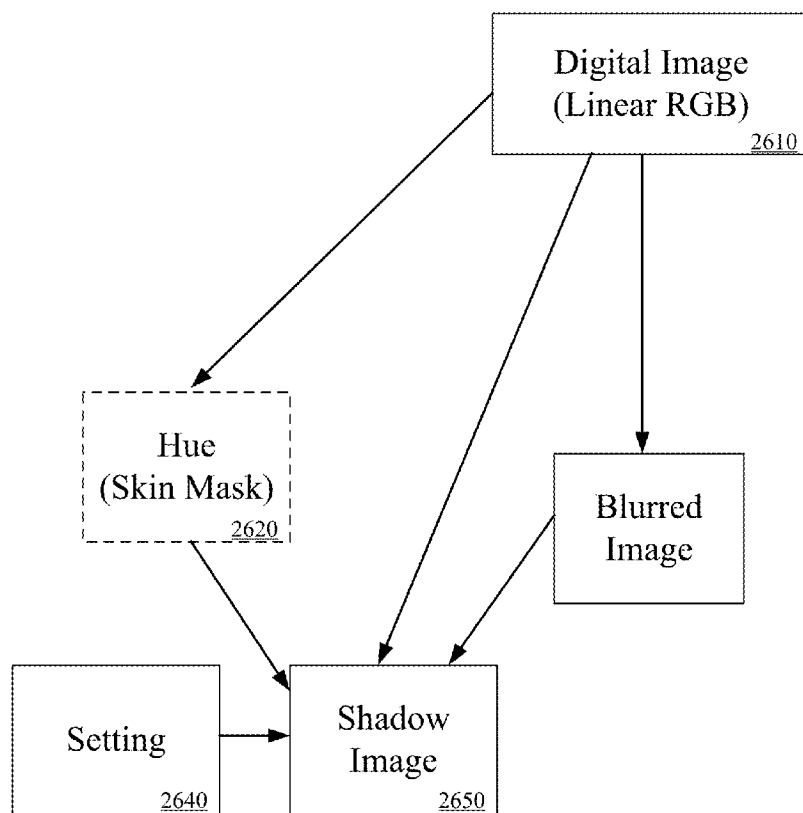 Digital Image
(Linear RGB)
2610
Hue
(Skin Mask)
2620
Blurred
Image
Setting
2640
Shadow
Image
2650